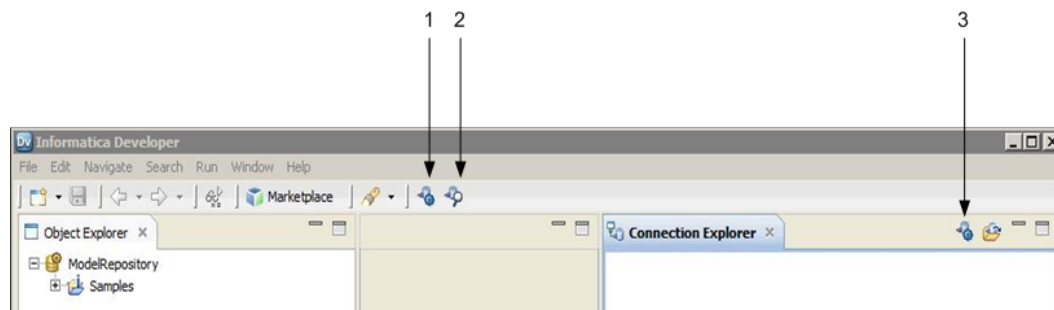 1 2 3
Dv Informatica Developer
File Edit Navigate Search Run Window Help
Marketplace
Object Explorer Connection Explorer
ModelRepository
Samples